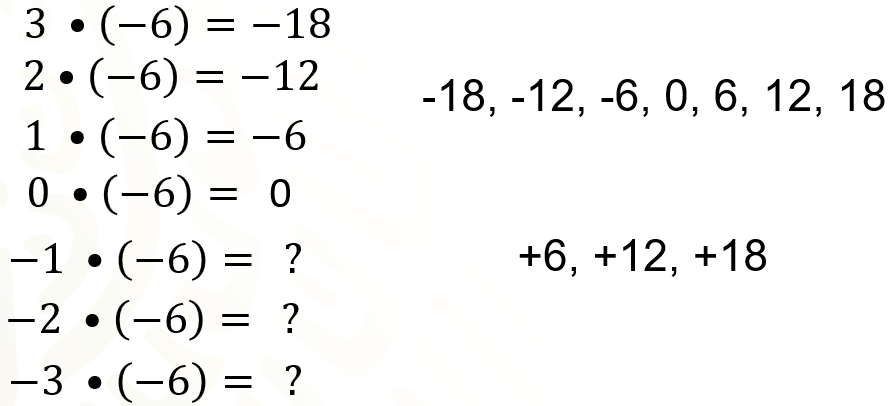 3 • (−6) = −18
2 • (−6) = −12
1 • (−6) = −6
0 • (−6) = 0
−1 • (−6) = ?
−2 • (−6) = ?
−3 • (−6) = ?
-18, -12, -6, 0, 6, 12, 18
+6, +12, +18